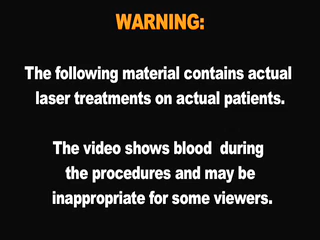 WARNING:
The following material contains actual
laser treatments on actual patients.
The video shows blood during
the procedures and may be
inappropriate for some viewers.